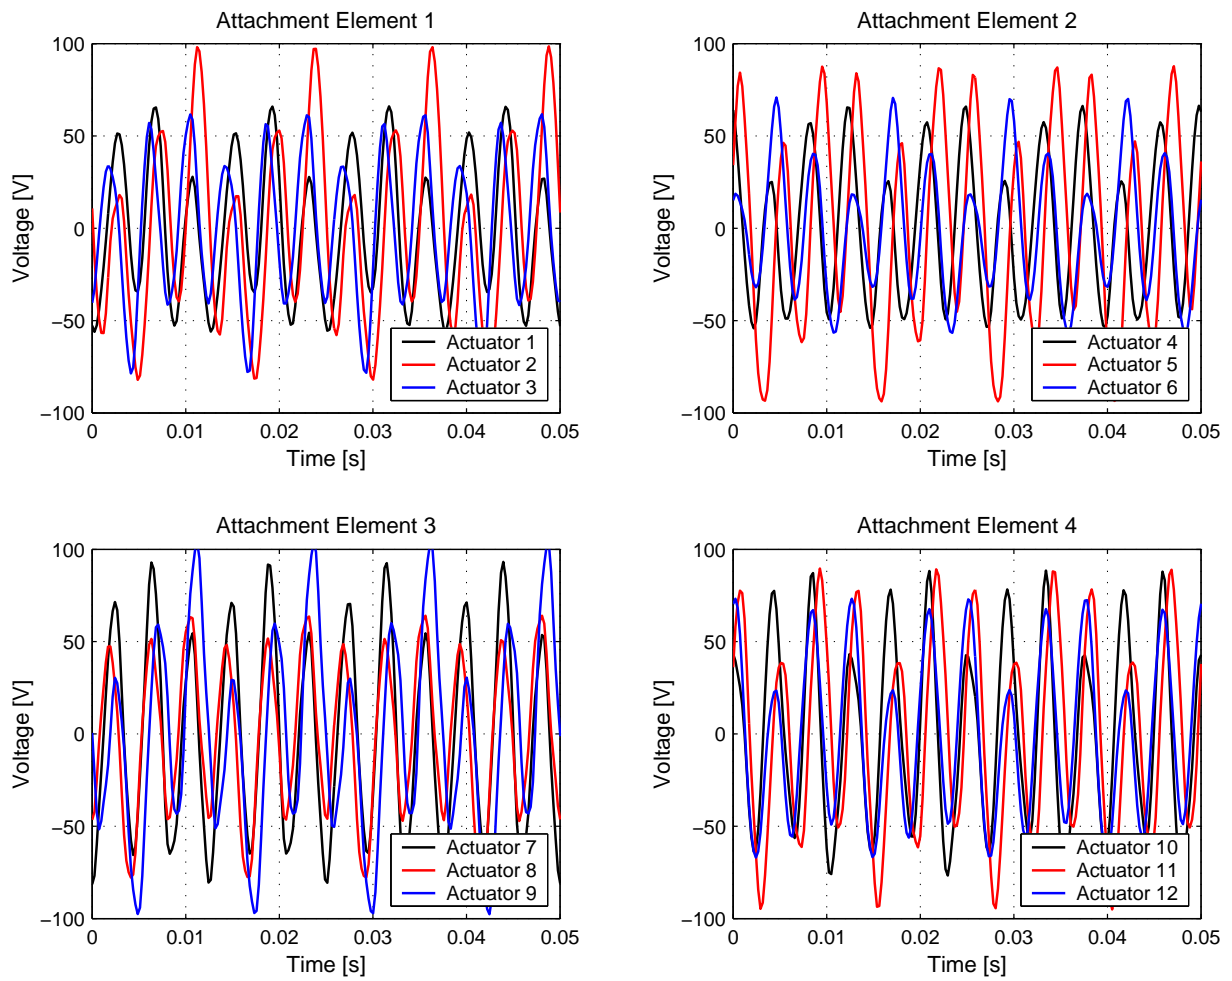 Attachment Element 1
100
50
0
−50
−100
Voltage [V]
0 0.01 0.02 0.03 0.04 0.05
Time [s]
Actuator 1
Actuator 2
Actuator 3
Attachment Element 2
100
50
0
−50
−100
Voltage [V]
0 0.01 0.02 0.03 0.04 0.05
Time [s]
Actuator 4
Actuator 5
Actuator 6
Attachment Element 3
100
50
0
−50
−100
Voltage [V]
0 0.01 0.02 0.03 0.04 0.05
Time [s]
Actuator 7
Actuator 8
Actuator 9
Attachment Element 4
100
50
0
−50
−100
Voltage [V]
0 0.01 0.02 0.03 0.04 0.05
Time [s]
Actuator 10
Actuator 11
Actuator 12